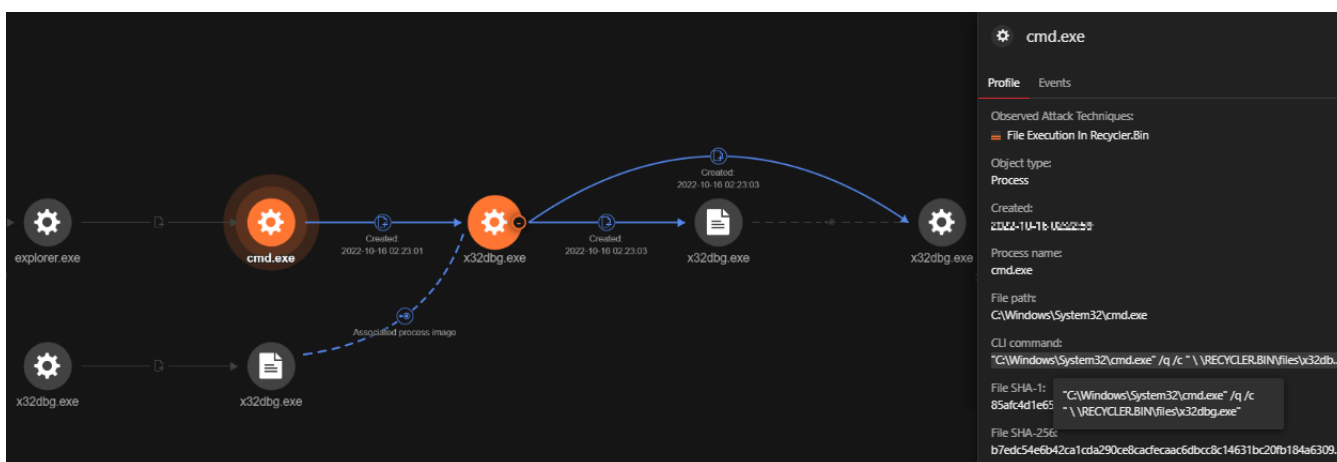 cmd.exe
Profile Events
Observed Attack Techniques:
File Execution In Recycler.Bin
Object type:
Process
Created:
Process name:
cmd.exe
File path:
C:\Windows\System32\cmd.exe
CLI command:
"C:\Windows\System32\cmd.exe" /q /c " \ \RECYCLER.BIN\files\x32db...
File SHA-1:
85afc4d1e65
"C:\Windows\System32\cmd.exe" /q /c
" \ \RECYCLER.BIN\files\x32dbg.exe"
File SHA-256:
b7edc54e6b42ca1cda290ce8cacfecaac6dbcc8c14631bc20fb184a6309...
Created:
2022-10-16 02:23:03
explorer.exe
cmd.exe
Created:
2022-10-16 02:23:01
x32dbg.exe
Created:
2022-10-16 02:23:03
x32dbg.exe
x32dbg.exe
Associated process image
x32dbg.exe
x32dbg.exe